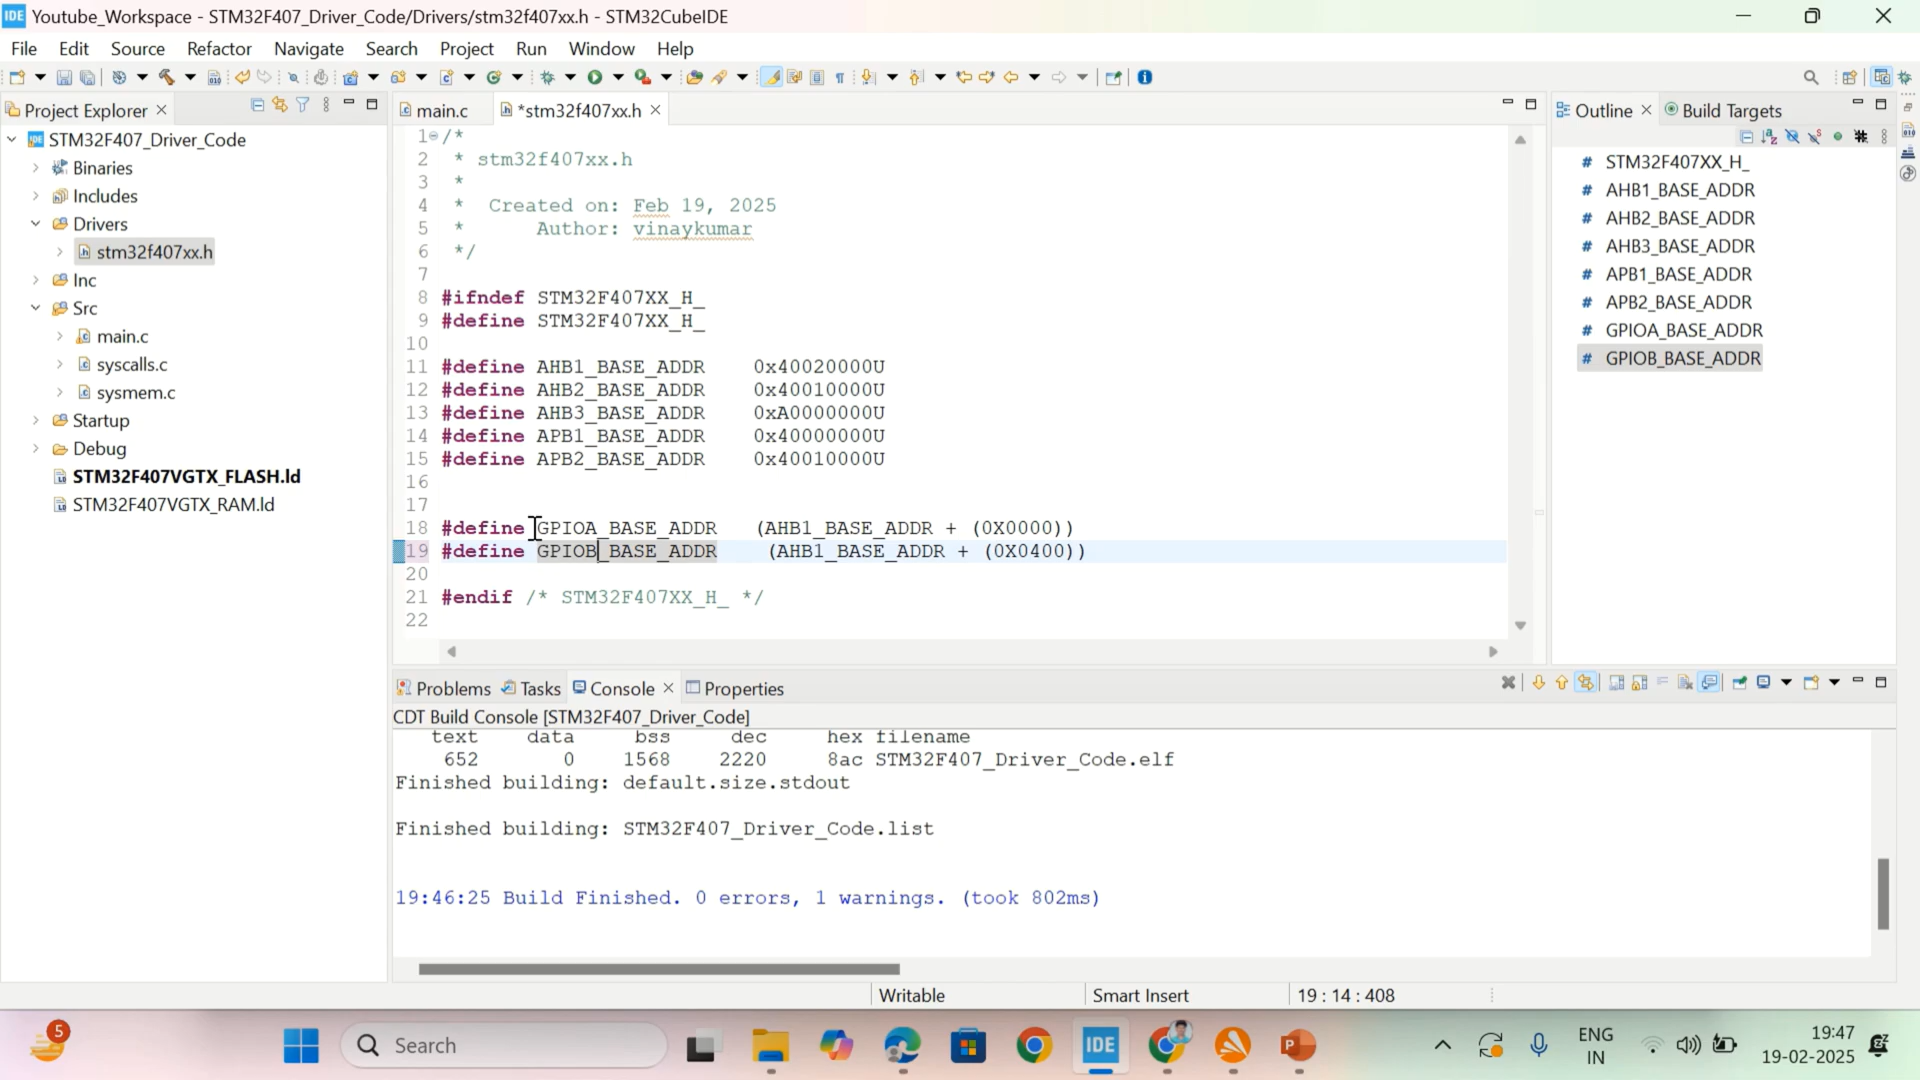 IDE Youtube_Workspace - STM32F407_Driver_Code/Drivers/stm32f407xx.h - STM32CubeIDE
File Edit Source Refactor Navigate Search Project Run Window Help
Project Explorer
STM32F407_Driver_Code
Binaries
Includes
Drivers
stm32f407xx.h
Inc
Src
main.c
syscalls.c
sysmem.c
Startup
Debug
STM32F407VGTX_FLASH.ld
STM32F407VGTX_RAM.ld
main.c *stm32f407xx.h
1 /*
2 * stm32f407xx.h
3 *
4 * Created on: Feb 19, 2025
5 * Author: vinaykumar
6 */
7
8 #ifndef STM32F407XX_H_
9 #define STM32F407XX_H_
10
11 #define AHB1_BASE_ADDR 0x40020000U
12 #define AHB2_BASE_ADDR 0x40010000U
13 #define AHB3_BASE_ADDR 0xA0000000U
14 #define APB1_BASE_ADDR 0x40000000U
15 #define APB2_BASE_ADDR 0x40010000U
16
17
18 #define GPIOA_BASE_ADDR (AHB1_BASE_ADDR + (0X0000))
19 #define GPIOB_BASE_ADDR (AHB1_BASE_ADDR + (0X0400))
20
21 #endif /* STM32F407XX_H_ */
22
Outline Build Targets
# STM32F407XX_H_
# AHB1_BASE_ADDR
# AHB2_BASE_ADDR
# AHB3_BASE_ADDR
# APB1_BASE_ADDR
# APB2_BASE_ADDR
# GPIOA_BASE_ADDR
# GPIOB_BASE_ADDR
Problems Tasks Console Properties
CDT Build Console [STM32F407_Driver_Code]
text data bss dec hex filename
652 0 1568 2220 8ac STM32F407_Driver_Code.elf
Finished building: default.size.stdout
Finished building: STM32F407_Driver_Code.list
19:46:25 Build Finished. 0 errors, 1 warnings. (took 802ms)
Writable Smart Insert 19 : 14 : 408
5
Search
IDE
ENG
IN
19:47
19-02-2025